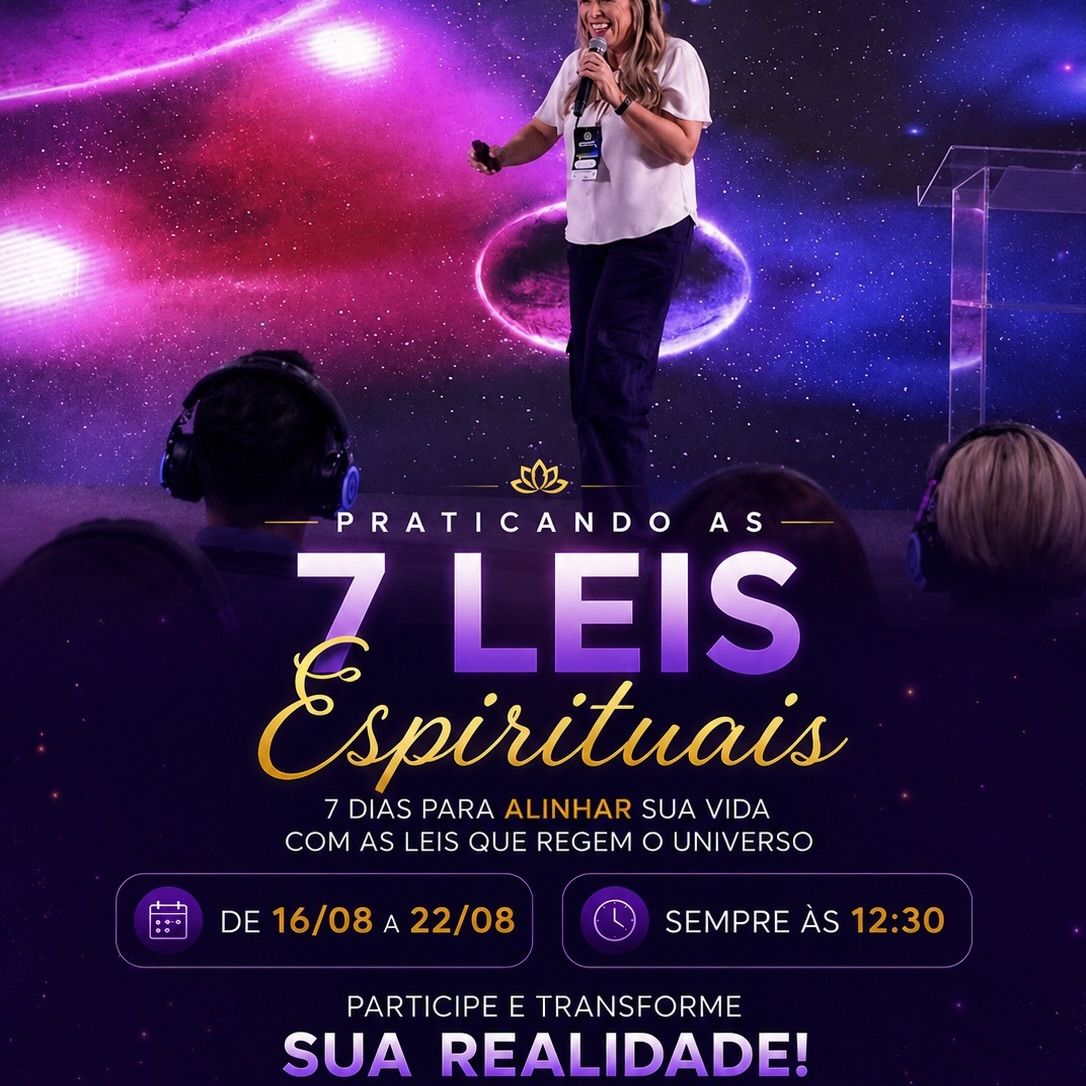 PRATICANDO AS
7 LEIS
Espirituais
7 DIAS PARA ALINHAR SUA VIDA
COM AS LEIS QUE REGEM O UNIVERSO
DE 16/08 A 22/08
SEMPRE ÀS 12:30
PARTICIPE E TRANSFORME
SUA REALIDADE!